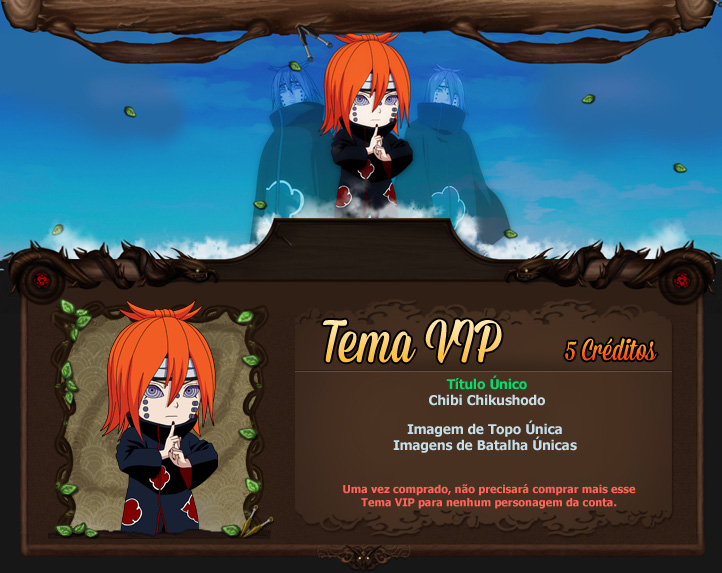 Tema VIP
5 Créditos
Título Único
Chibi Chikushodo
Imagem de Topo Única
Imagens de Batalha Únicas
Uma vez comprado, não precisará comprar mais esse
Tema VIP para nenhum personagem da conta.